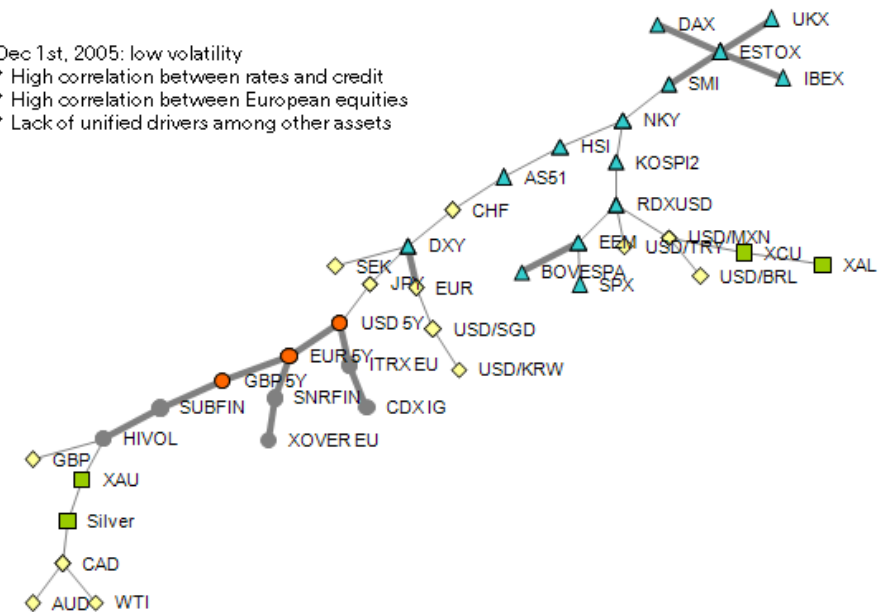 Dec 1st, 2005: low volatility
* High correlation between rates and credit
* High correlation between European equities
* Lack of unified drivers among other assets
DAX
UKX
ESTOX
IBEX
SMI
NKY
HSI
KOSPI2
AS51
RDXUSD
CHF
DXY
EEM
USD/TRY
USD/MXN
XCU
XAL
BOVESPA
SPX
USD/BRL
SEK
JPY
EUR
USD 5Y
USD/SGD
EUR 5Y
ITRX EU
USD/KRW
GBP 5Y
SNRFIN
CDX IG
SUBFIN
HIVOL
XOVER EU
GBP
XAU
Silver
CAD
AUD
WTI